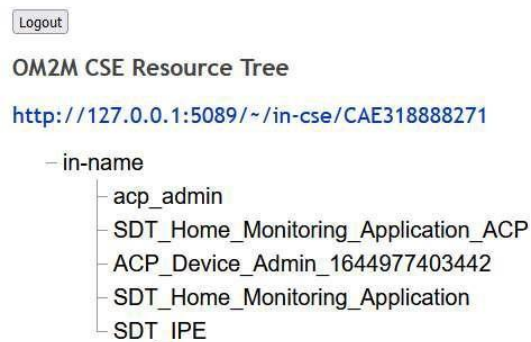 Logout
OM2M CSE Resource Tree
http://127.0.0.1:5089/~/in-cse/CAE318888271
in-name
acp_admin
SDT_Home_Monitoring_Application_ACP
ACP_Device_Admin_1644977403442
SDT_Home_Monitoring_Application
SDT_IPE